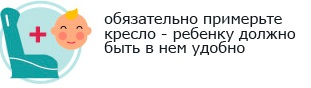 обязательно примерьте
кресло - ребенку должно
быть в нем удобно